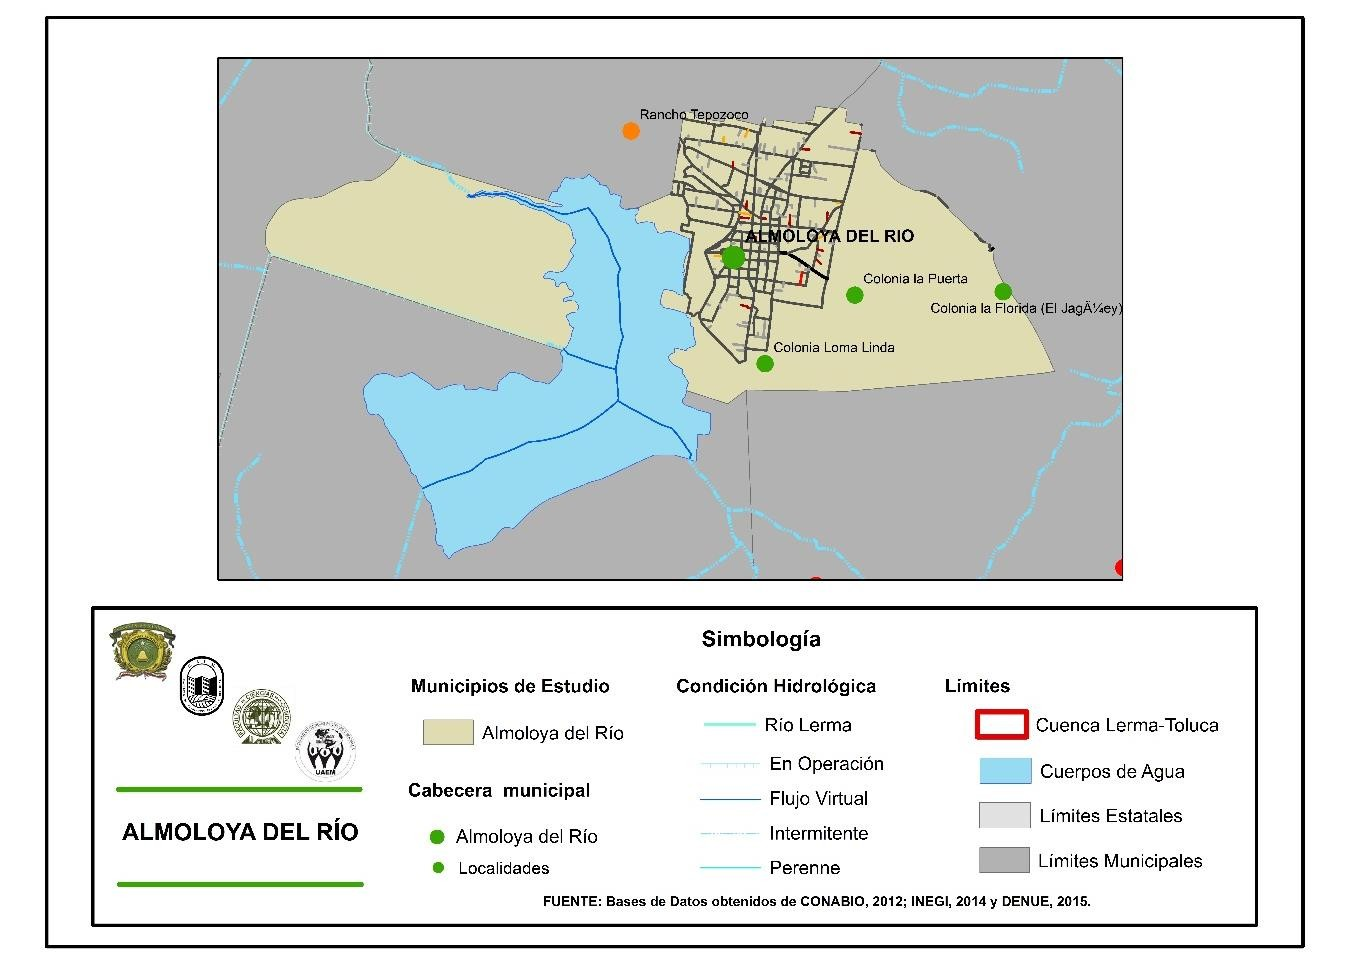 Rancho Tepozoco
ALMOLOYA DEL RIO
Colonia la Puerta
Colonia la Florida (El JagÃ¼ey)
Colonia Loma Linda
Simbología
Municipios de Estudio
Almoloya del Río
Cabecera municipal
Almoloya del Río
Localidades
Condición Hidrológica
Río Lerma
En Operación
Flujo Virtual
Intermitente
Perenne
Límites
Cuenca Lerma-Toluca
Cuerpos de Agua
Límites Estatales
Límites Municipales
UAEM
ALMOLOYA DEL RÍO
FUENTE: Bases de Datos obtenidos de CONABIO, 2012; INEGI, 2014 y DENUE, 2015.